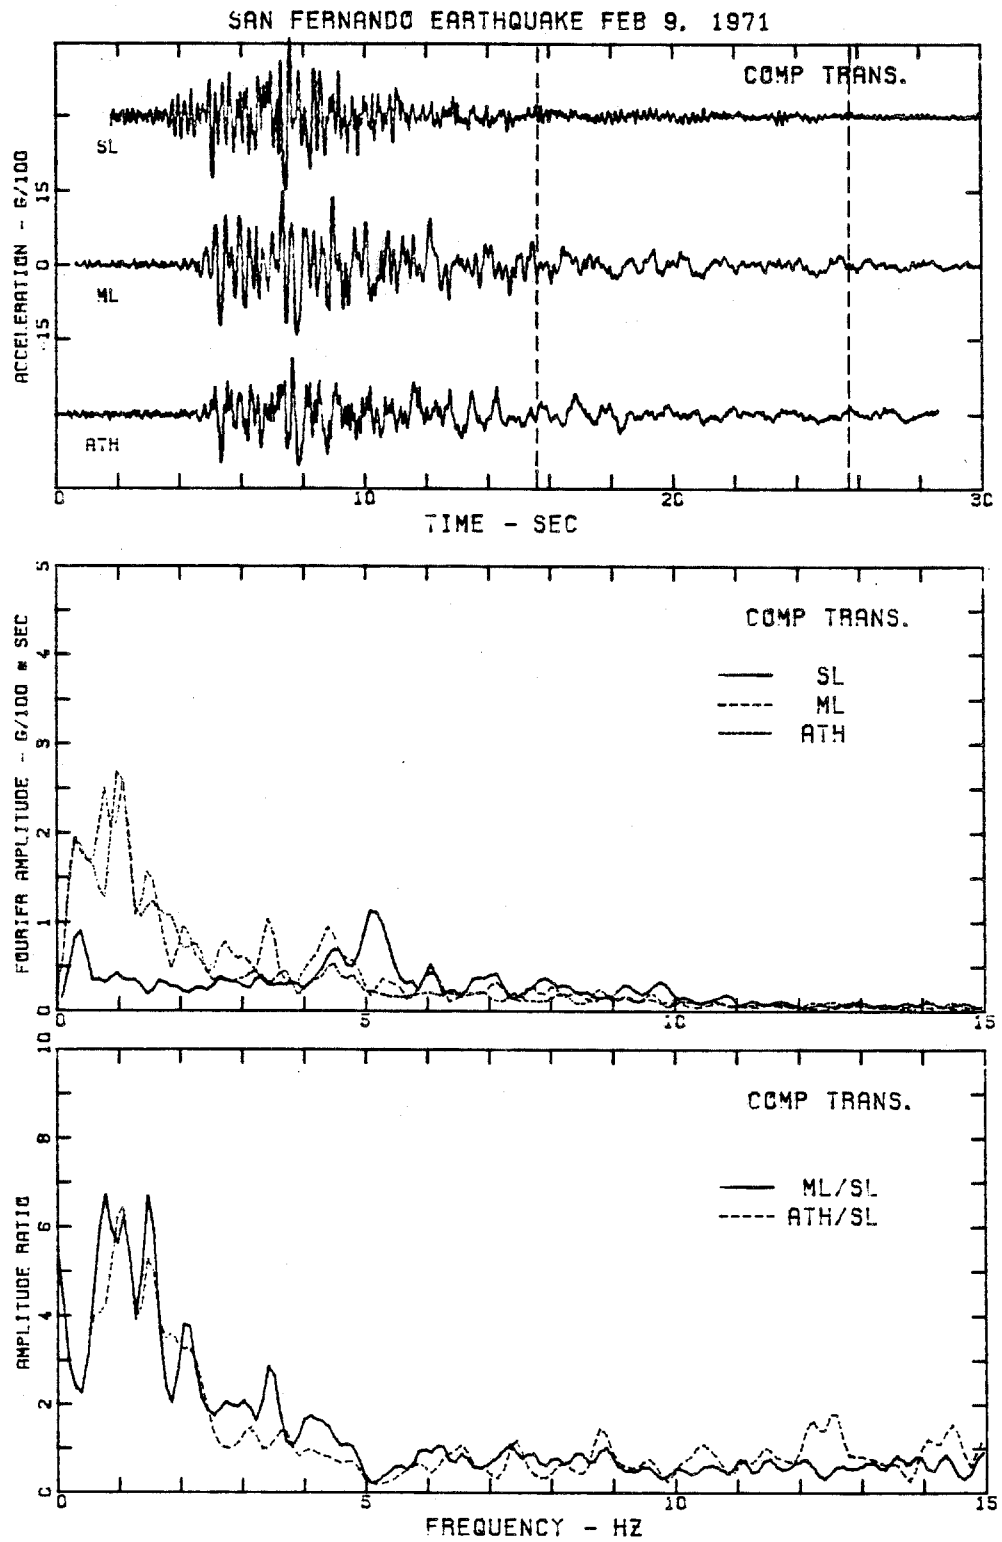 SAN FERNANDO EARTHQUAKE FEB 9, 1971
COMP TRANS.
SL
ML
ATH
ACCELERATION - G/100
15
0
-15
0
10
20
30
TIME - SEC
COMP TRANS.
SL
ML
ATH
FOURIER AMPLITUDE - G/100 * SEC
5
4
3
2
1
0
0
5
10
15
COMP TRANS.
ML/SL
ATH/SL
AMPLITUDE RATIO
10
8
6
4
2
0
0
5
10
15
FREQUENCY - HZ